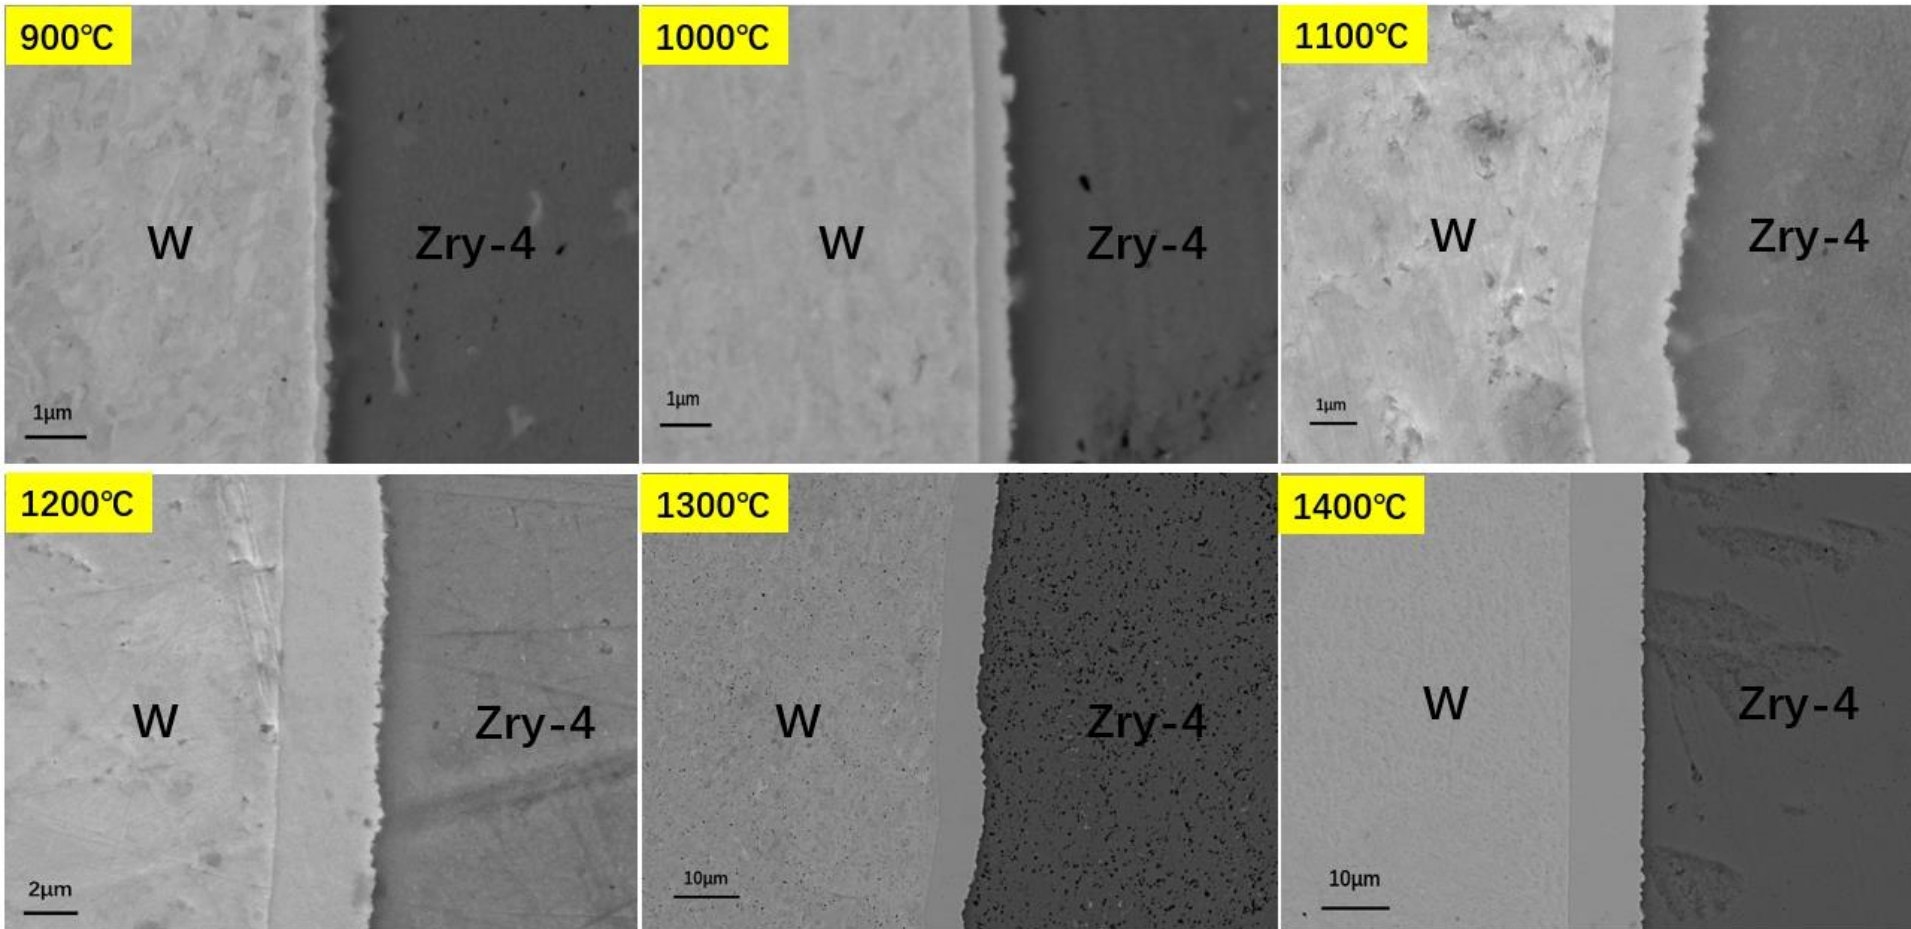 900℃
1000℃
1100℃
W
Zry-4
W
Zry-4
W
Zry-4
1μm
1μm
1μm
1200℃
1300℃
1400℃
W
Zry-4
W
Zry-4
W
Zry-4
2μm
10μm
10μm